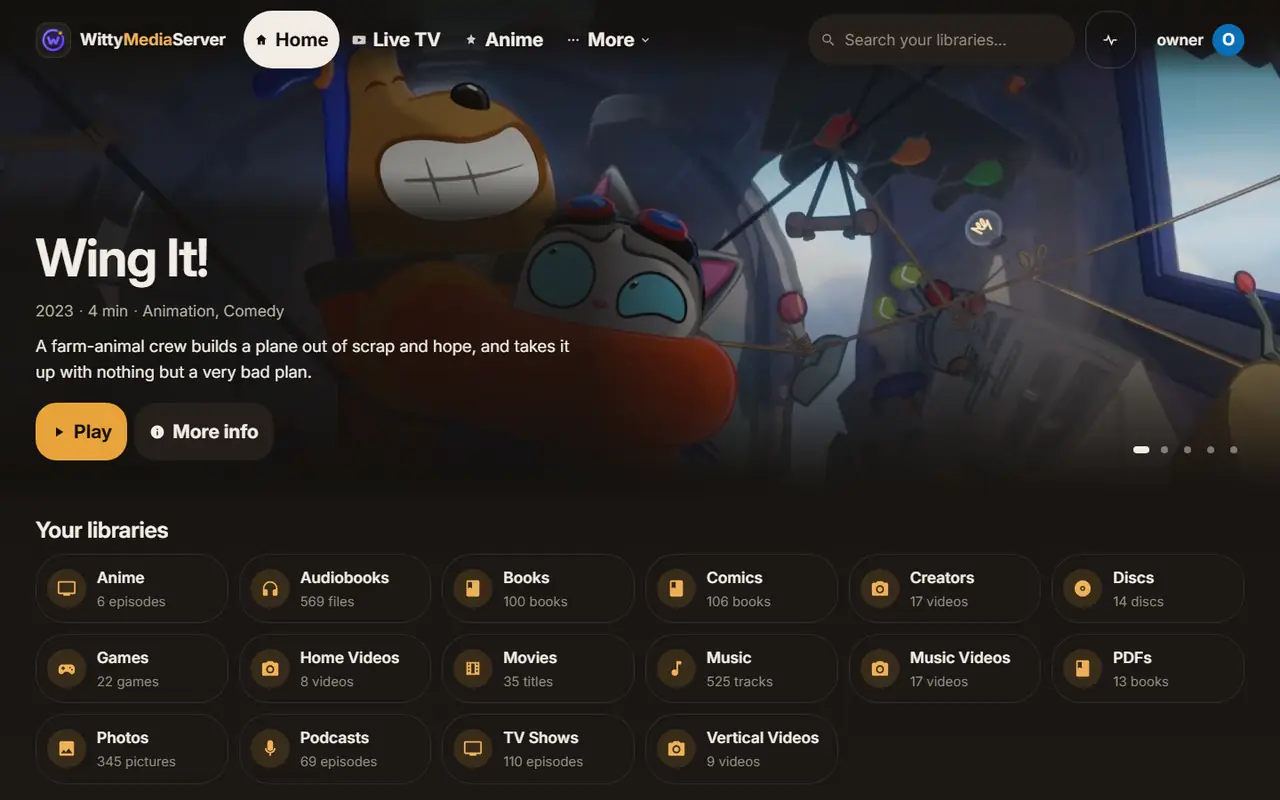 WittyMediaServer
Home
Live TV
Anime
More
Search your libraries...
owner
O
Wing It!
2023 · 4 min · Animation, Comedy
A farm-animal crew builds a plane out of scrap and hope, and takes it
up with nothing but a very bad plan.
Play
More info
Your libraries
Anime
6 episodes
Audiobooks
569 files
Books
100 books
Comics
106 books
Creators
17 videos
Discs
14 discs
Games
22 games
Home Videos
8 videos
Movies
35 titles
Music
525 tracks
Music Videos
17 videos
PDFs
13 books
Photos
345 pictures
Podcasts
69 episodes
TV Shows
110 episodes
Vertical Videos
9 videos